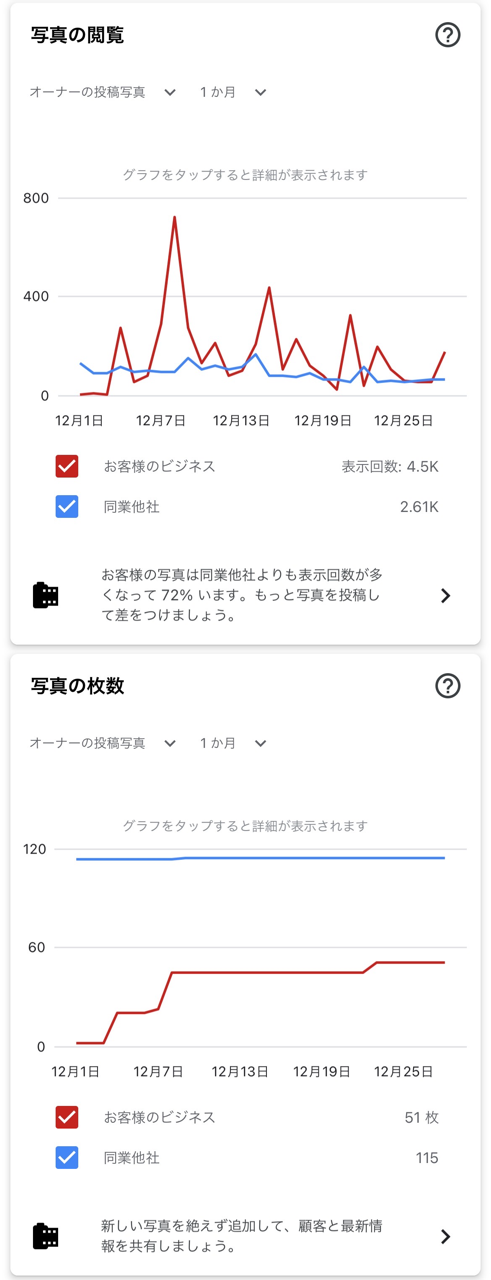 写真の閲覧
オーナーの投稿写真 1 か月
グラフをタップすると詳細が表示されます
800
400
0
12月1日 12月7日 12月13日 12月19日 12月25日
お客様のビジネス 表示回数: 4.5K
同業他社 2.61K
お客様の写真は同業他社よりも表示回数が多
くなって 72% います。もっと写真を投稿し
て差をつけましょう。
写真の枚数
オーナーの投稿写真 1 か月
グラフをタップすると詳細が表示されます
120
60
0
12月1日 12月7日 12月13日 12月19日 12月25日
お客様のビジネス 51 枚
同業他社 115
新しい写真を絶えず追加して、顧客と最新情
報を共有しましょう。